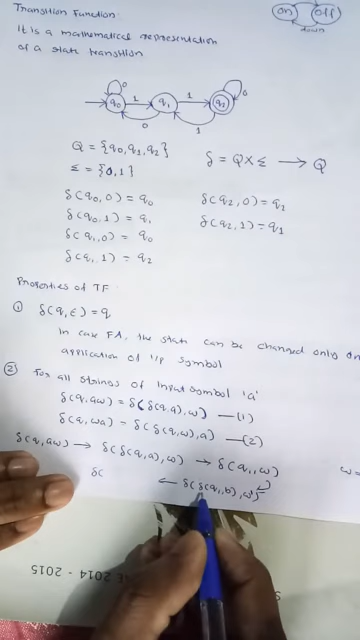 Transition Function:
on off
down
It is a mathematical representation
of a state transition
0 0
q0 1 q1 1 q2
0 1
Q = {q0, q1, q2} δ = Q × Σ → Q
Σ = {0, 1}
δ(q0, 0) = q0 δ(q2, 0) = q2
δ(q0, 1) = q1 δ(q2, 1) = q1
δ(q1, 0) = q0
δ(q1, 1) = q2
Properties of TF
① δ(q, ε) = q
In case FA, the state can be changed only on
application of i/p symbol
② For all strings of input symbol 'a'
δ(q, aw) = δ(δ(q, a), w) — (1)
δ(q, wa) = δ(δ(q, w), a) — (2)
δ(q, aw) → δ(δ(q, a), w) → δ(q1, w) w =
δ( ← δ(δ(q1, b), w')
2015